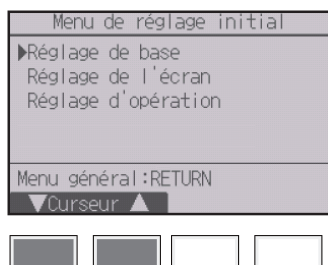 Menu de réglage initial
▶Réglage de base
Réglage de l'écran
Réglage d'opération
Menu général:RETURN
▼Curseur ▲